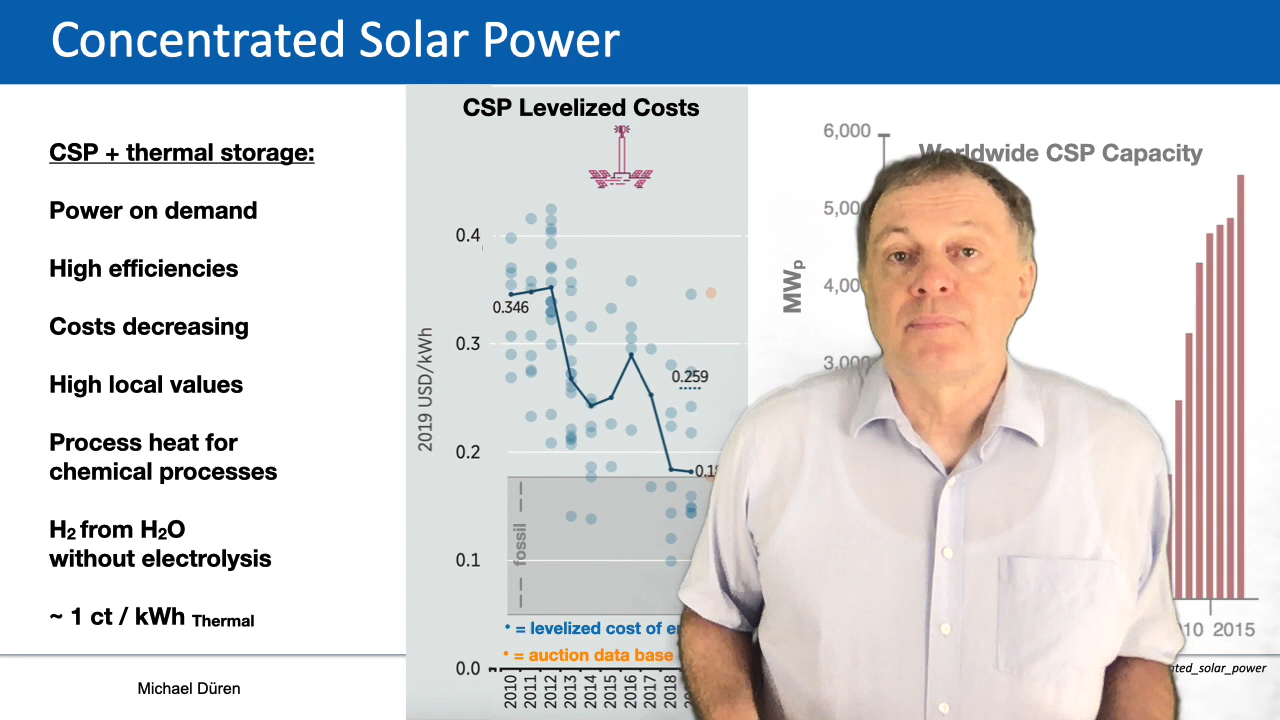 Concentrated Solar Power
CSP + thermal storage:
Power on demand
High efficiencies
Costs decreasing
High local values
Process heat for
chemical processes
H2 from H2O
without electrolysis
~ 1 ct / kWh Thermal
Michael Düren
CSP Levelized Costs
0.4
0.346
0.3
0.259
0.2
0.1
0.0
2019 USD/kWh
fossil
• = levelized cost of
• = auction data base
2010
2011
2012
2013
2014
2015
2016
2017
2018
Worldwide CSP Capacity
6,000
3,000
MWp
10 2015
ted_solar_power